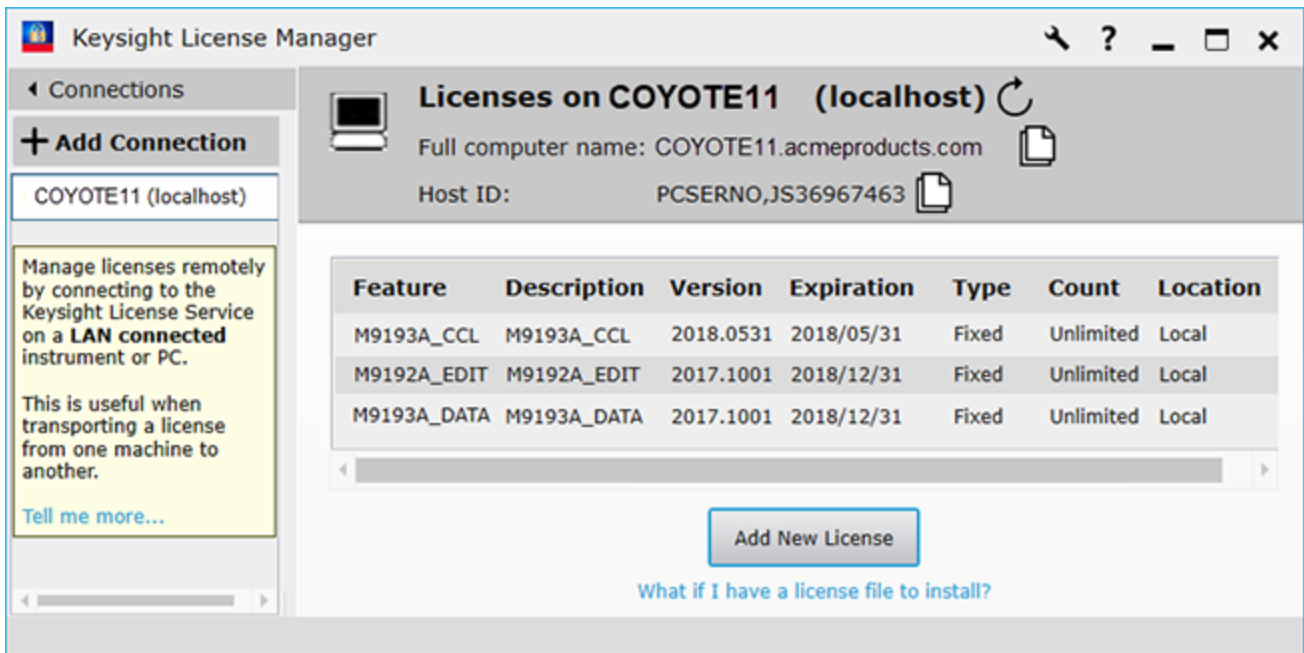 Keysight License Manager
?
Connections
Add Connection
COYOTE11 (localhost)
Manage licenses remotely
by connecting to the
Keysight License Service
on a LAN connected
instrument or PC.
This is useful when
transporting a license
from one machine to
another.
Tell me more...
Licenses on COYOTE11 (localhost)
Full computer name: COYOTE11.acmeproducts.com
Host ID: PCSERNO,JS36967463
Feature Description Version Expiration Type Count Location
M9193A_CCL M9193A_CCL 2018.0531 2018/05/31 Fixed Unlimited Local
M9192A_EDIT M9192A_EDIT 2017.1001 2018/12/31 Fixed Unlimited Local
M9193A_DATA M9193A_DATA 2017.1001 2018/12/31 Fixed Unlimited Local
Add New License
What if I have a license file to install?